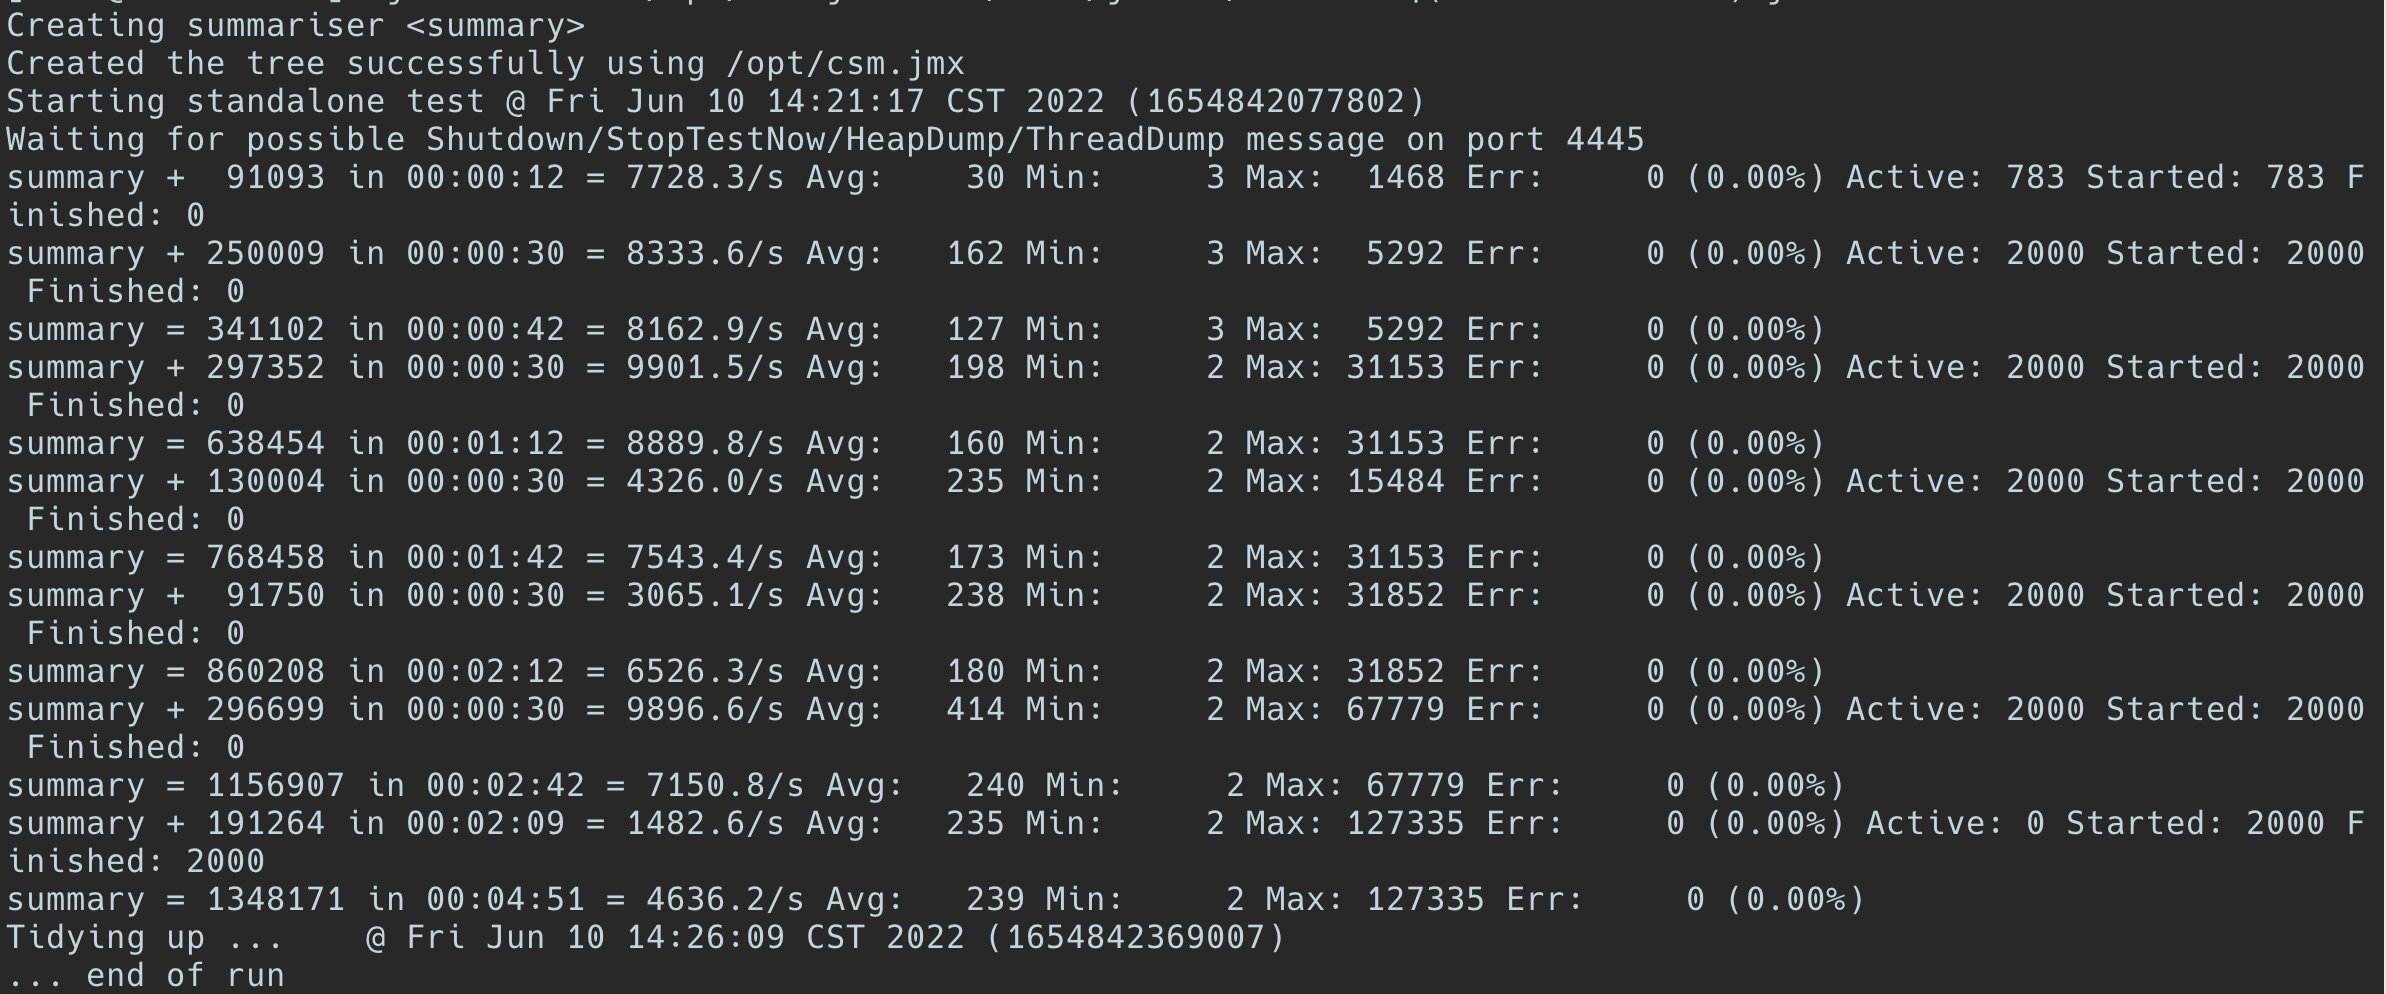 Creating summariser <summary>
Created the tree successfully using /opt/csm.jmx
Starting standalone test @ Fri Jun 10 14:21:17 CST 2022 (1654842077802)
Waiting for possible Shutdown/StopTestNow/HeapDump/ThreadDump message on port 4445
summary +  91093 in 00:00:12 = 7728.3/s Avg:    30 Min:     3 Max:  1468 Err:     0 (0.00%) Active: 783 Started: 783 F
inished: 0
summary + 250009 in 00:00:30 = 8333.6/s Avg:   162 Min:     3 Max:  5292 Err:     0 (0.00%) Active: 2000 Started: 2000
 Finished: 0
summary = 341102 in 00:00:42 = 8162.9/s Avg:   127 Min:     3 Max:  5292 Err:     0 (0.00%)
summary + 297352 in 00:00:30 = 9901.5/s Avg:   198 Min:     2 Max: 31153 Err:     0 (0.00%) Active: 2000 Started: 2000
 Finished: 0
summary = 638454 in 00:01:12 = 8889.8/s Avg:   160 Min:     2 Max: 31153 Err:     0 (0.00%)
summary + 130004 in 00:00:30 = 4326.0/s Avg:   235 Min:     2 Max: 15484 Err:     0 (0.00%) Active: 2000 Started: 2000
 Finished: 0
summary = 768458 in 00:01:42 = 7543.4/s Avg:   173 Min:     2 Max: 31153 Err:     0 (0.00%)
summary +  91750 in 00:00:30 = 3065.1/s Avg:   238 Min:     2 Max: 31852 Err:     0 (0.00%) Active: 2000 Started: 2000
 Finished: 0
summary = 860208 in 00:02:12 = 6526.3/s Avg:   180 Min:     2 Max: 31852 Err:     0 (0.00%)
summary + 296699 in 00:00:30 = 9896.6/s Avg:   414 Min:     2 Max: 67779 Err:     0 (0.00%) Active: 2000 Started: 2000
 Finished: 0
summary = 1156907 in 00:02:42 = 7150.8/s Avg:   240 Min:     2 Max: 67779 Err:     0 (0.00%)
summary + 191264 in 00:02:09 = 1482.6/s Avg:   235 Min:     2 Max: 127335 Err:     0 (0.00%) Active: 0 Started: 2000 F
inished: 2000
summary = 1348171 in 00:04:51 = 4636.2/s Avg:   239 Min:     2 Max: 127335 Err:     0 (0.00%)
Tidying up ...    @ Fri Jun 10 14:26:09 CST 2022 (1654842369007)
... end of run